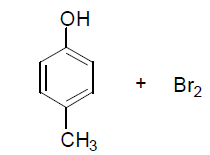 OH
+ Br₂
CH₃